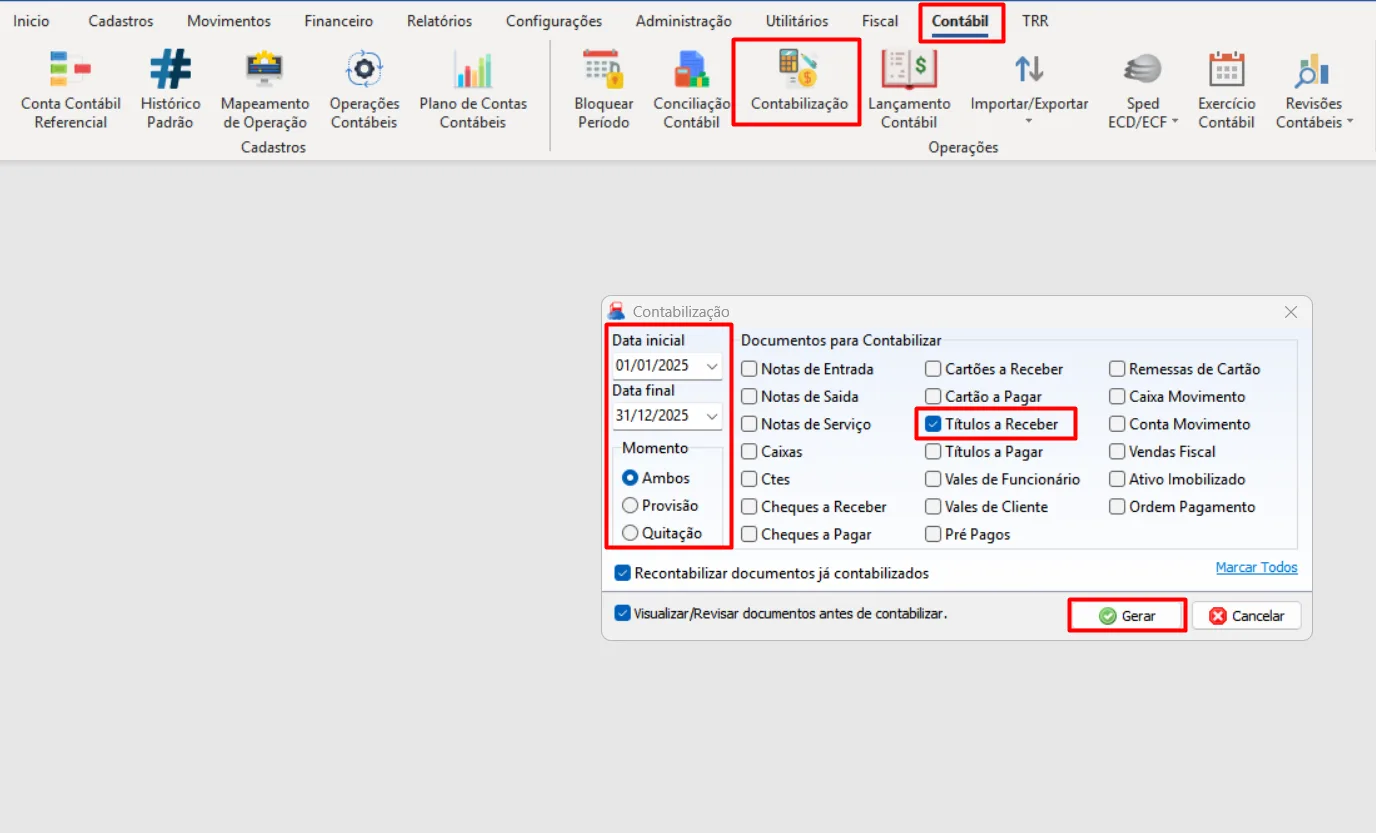 Inicio Cadastros Movimentos Financeiro Relatórios Configurações Administração Utilitários Fiscal Contábil TRR
Conta Contábil Referencial
Histórico Padrão
Mapeamento de Operação
Operações Contábeis
Plano de Contas Contábeis
Cadastros
Bloquear Período
Conciliação Contábil
Contabilização
Lançamento Contábil
Importar/Exportar
Sped ECD/ECF
Exercício Contábil
Revisões Contábeis
Operações
Contabilização
Data inicial
01/01/2025
Data final
31/12/2025
Momento
Ambos
Provisão
Quitação
Documentos para Contabilizar
Notas de Entrada
Notas de Saida
Notas de Serviço
Caixas
Ctes
Cheques a Receber
Cheques a Pagar
Cartões a Receber
Cartão a Pagar
Títulos a Receber
Títulos a Pagar
Vales de Funcionário
Vales de Cliente
Pré Pagos
Remessas de Cartão
Caixa Movimento
Conta Movimento
Vendas Fiscal
Ativo Imobilizado
Ordem Pagamento
Marcar Todos
Recontabilizar documentos já contabilizados
Visualizar/Revisar documentos antes de contabilizar.
Gerar
Cancelar